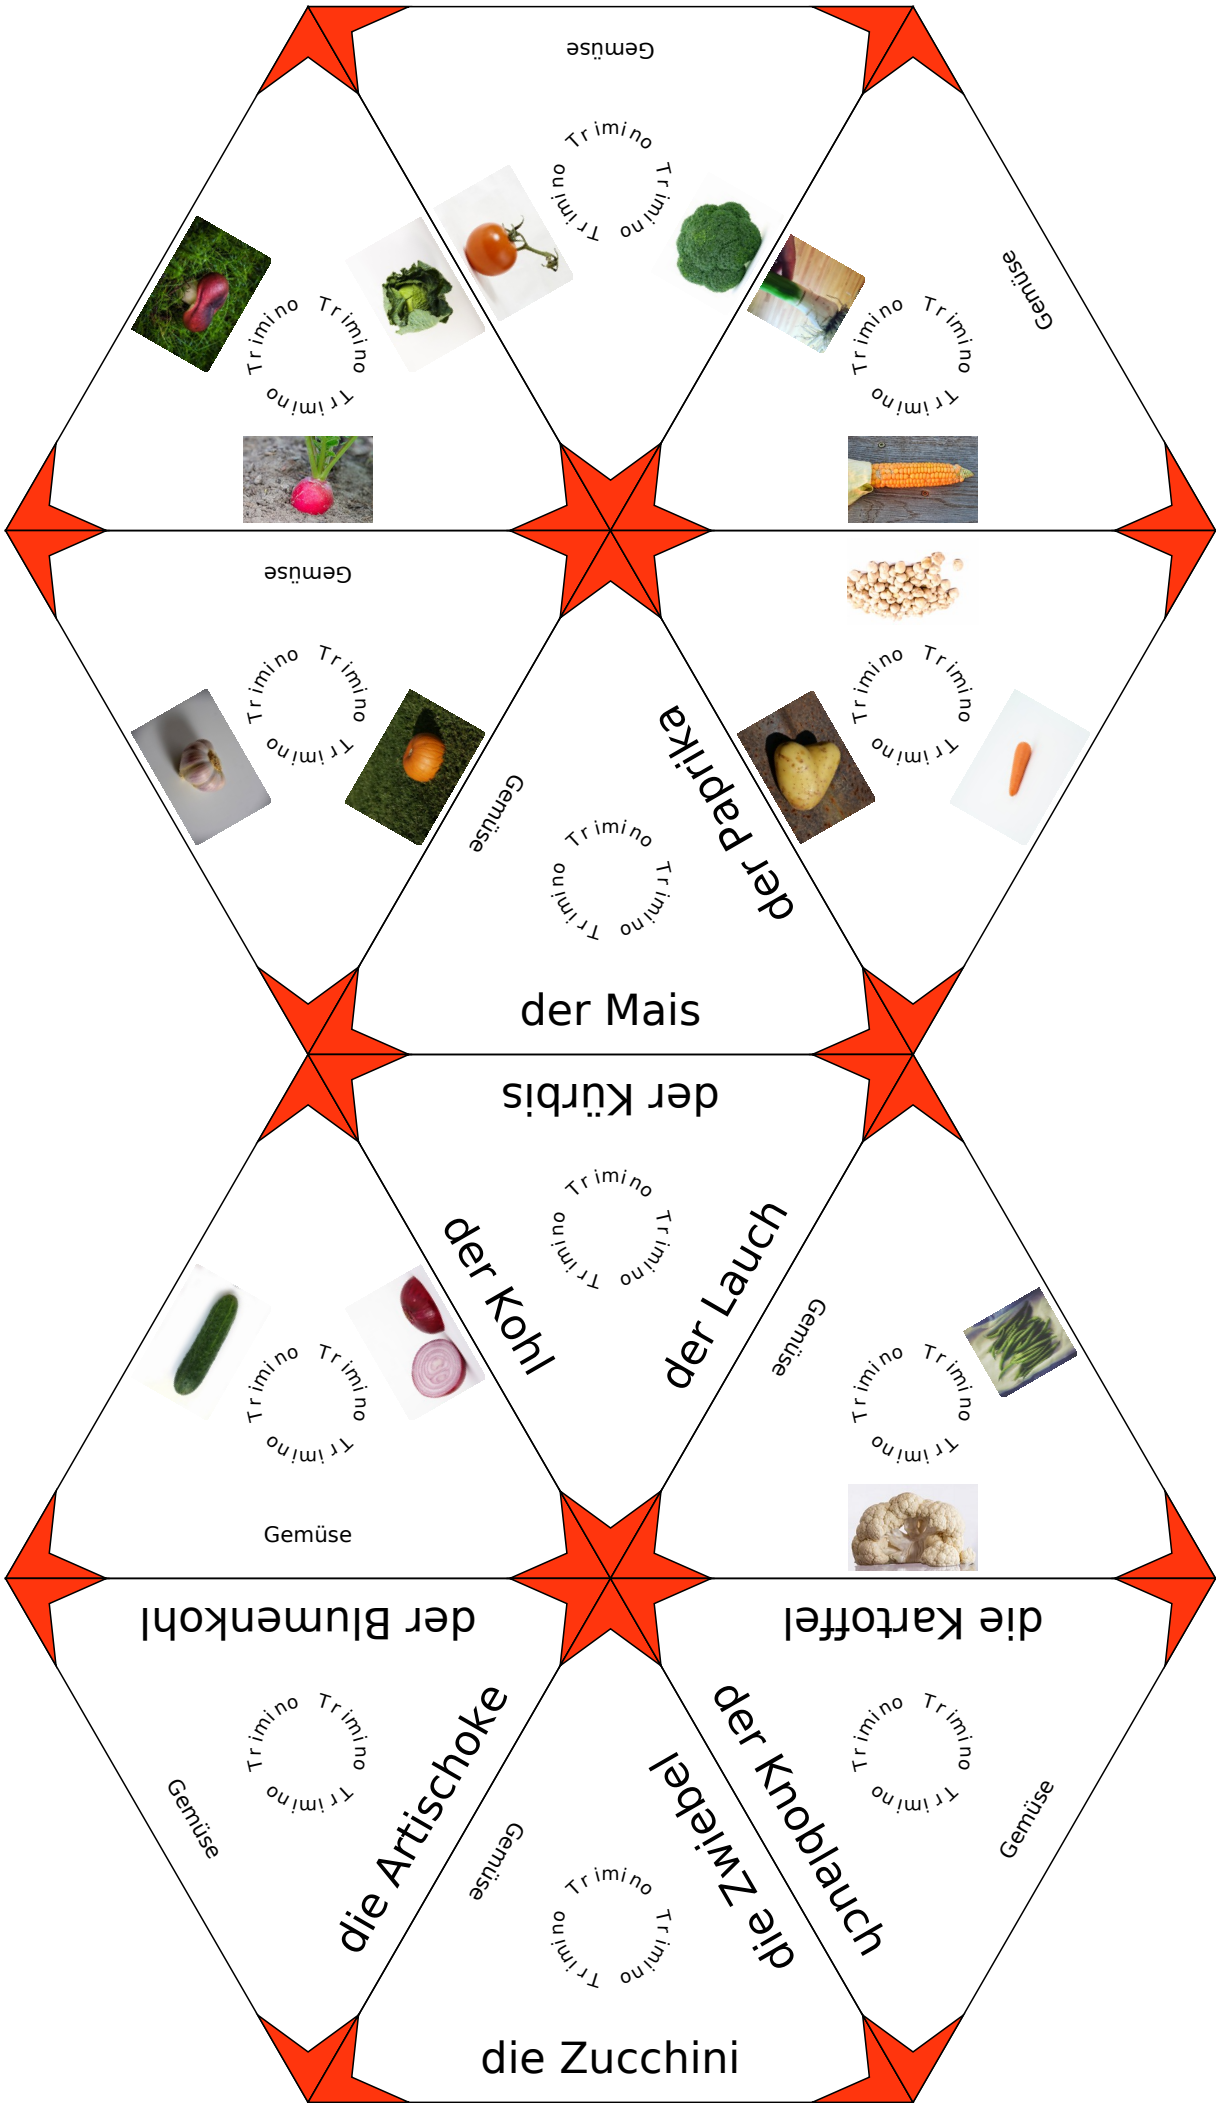 Gemüse
Trimino Trimino Trimino
Trimino Trimino Trimino
Gemüse
Trimino Trimino Trimino
Gemüse
Trimino Trimino Trimino
Trimino Trimino Trimino
der Paprika
Gemüse
Trimino Trimino Trimino
der Mais
der Kürbis
Trimino Trimino Trimino
der Kohl
der Lauch
Trimino Trimino Trimino
Gemüse
Gemüse
Trimino Trimino Trimino
der Blumenkohl
Trimino Trimino Trimino
Gemüse
die Artischoke
die Kartoffel
der Knoblauch
Trimino Trimino Trimino
Gemüse
die Zwiebel
Gemüse
Trimino Trimino Trimino
die Zucchini